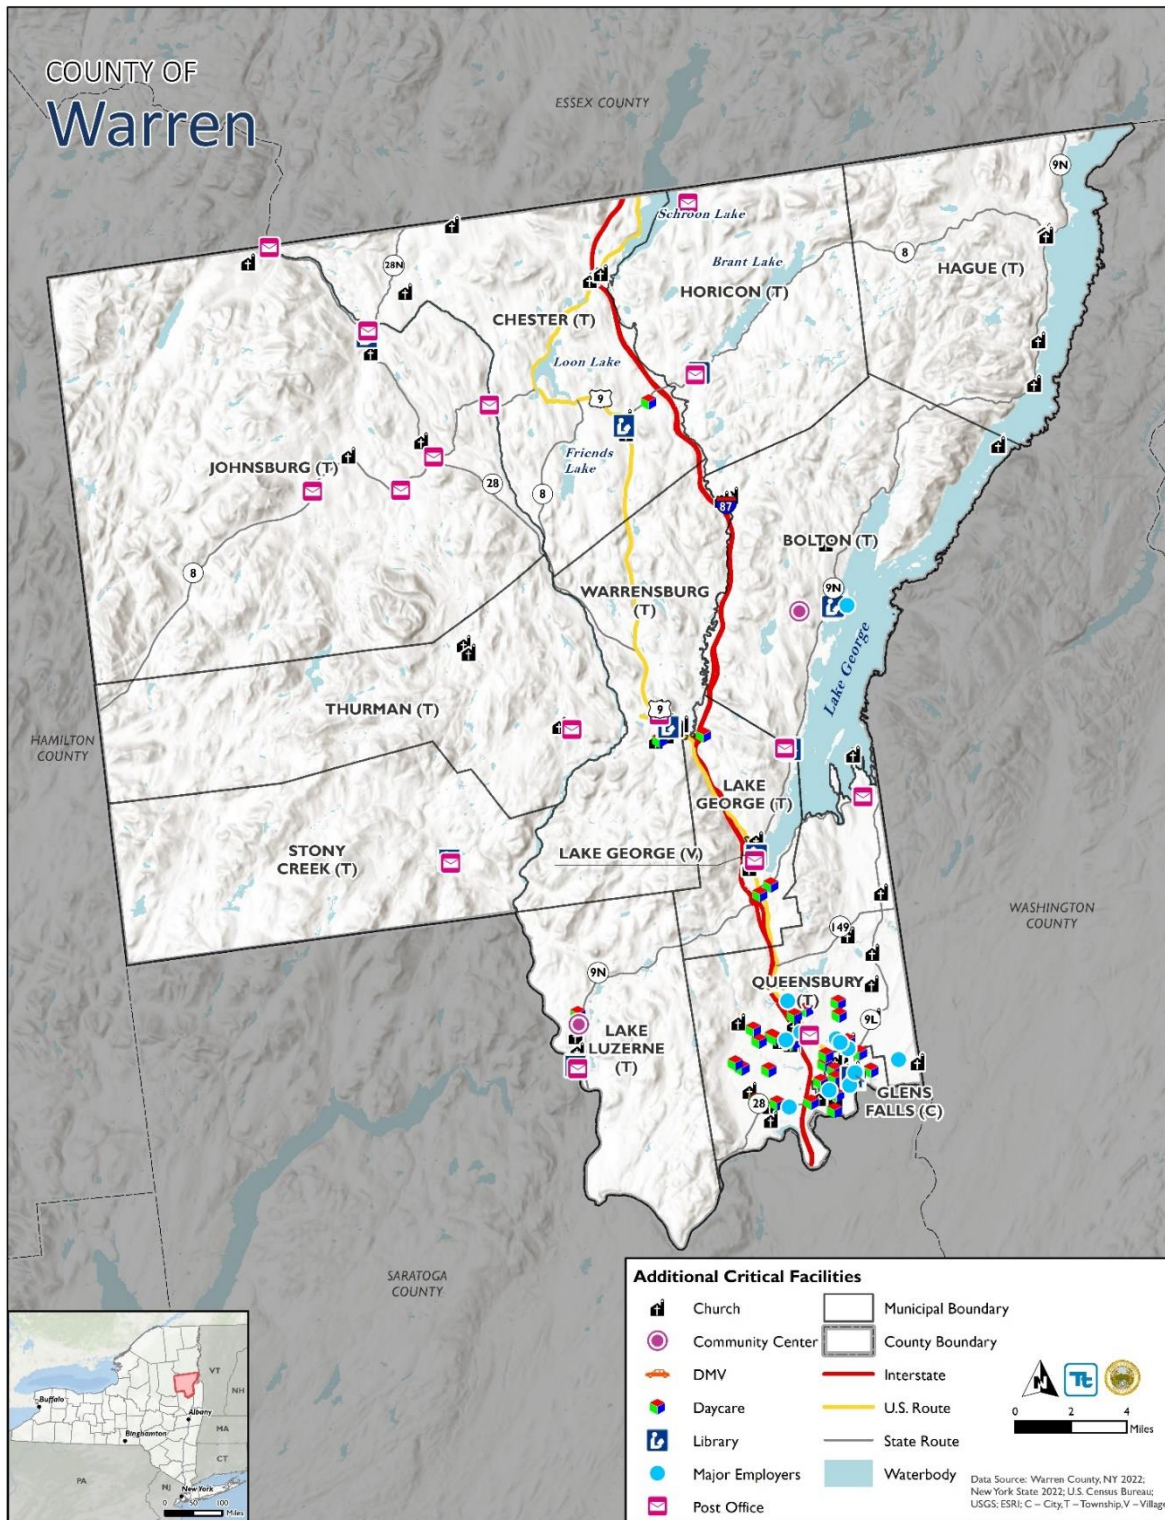 COUNTY OF
Warren
ESSEX COUNTY
9N
Schroon Lake
Brant Lake
8
HAGUE (T)
28N
HORICON (T)
CHESTER (T)
Loon Lake
9
JOHNSBURG (T)
Friends
Lake
28
8
87
BOLTON (T)
8
9N
WARRENSBURG
(T)
Lake George
THURMAN (T)
9
HAMILTON
COUNTY
LAKE
GEORGE (T)
STONY
CREEK (T)
LAKE GEORGE (V)
WASHINGTON
COUNTY
149
9N
QUEENSBURY
(T)
9L
LAKE
LUZERNE
(T)
GLENS
FALLS (C)
28
SARATOGA
COUNTY
Additional Critical Facilities
Church
Community Center
DMV
Daycare
Library
Major Employers
Post Office
Municipal Boundary
County Boundary
Interstate
U.S. Route
State Route
Waterbody
N
Tt
0 2 4
Miles
Data Source: Warren County, NY 2022;
New York State 2022; U.S. Census Bureau;
USGS; ESRI; C – City, T – Township, V – Village
VT
NH
Buffalo
Albany
MA
Binghamton
CT
PA
NJ
New York
0 50 100
Miles